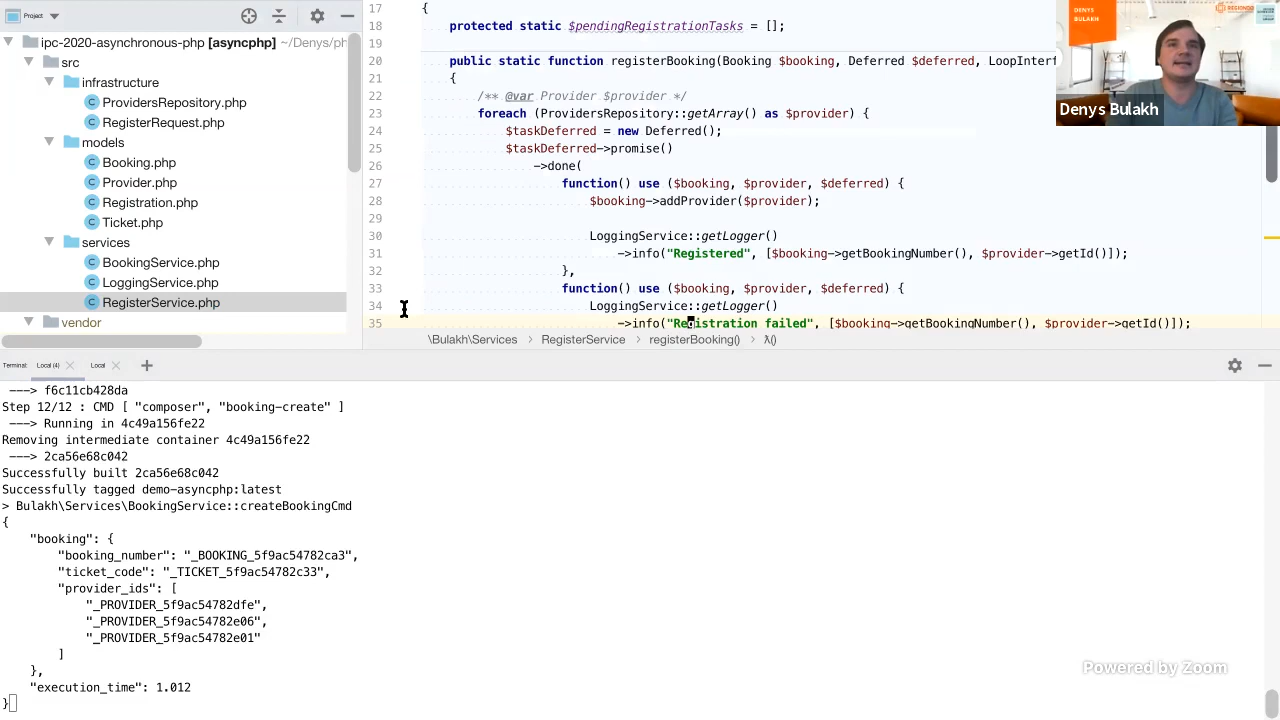 Project
ipc-2020-asynchronous-php [asyncphp] ~/Denys/ph
src
infrastructure
ProvidersRepository.php
RegisterRequest.php
models
Booking.php
Provider.php
Registration.php
Ticket.php
services
BookingService.php
LoggingService.php
RegisterService.php
vendor
17 {
18 protected static $pendingRegistrationTasks = [];
19
20 public static function registerBooking(Booking $booking, Deferred $deferred, LoopInterf
21 {
22 /** @var Provider $provider */
23 foreach (ProvidersRepository::getArray() as $provider) {
24 $taskDeferred = new Deferred();
25 $taskDeferred->promise()
26 ->done(
27 function() use ($booking, $provider, $deferred) {
28 $booking->addProvider($provider);
29
30 LoggingService::getLogger()
31 ->info("Registered", [$booking->getBookingNumber(), $provider->getId()]);
32 },
33 function() use ($booking, $provider, $deferred) {
34 LoggingService::getLogger()
35 ->info("Registration failed", [$booking->getBookingNumber(), $provider->getId()]);
\Bulakh\Services > RegisterService > registerBooking() > λ()
DENYS
BULAKH
REGIONDO
Denys Bulakh
Terminal: Local (4) Local
---> f6c11cb428da
Step 12/12 : CMD [ "composer", "booking-create" ]
---> Running in 4c49a156fe22
Removing intermediate container 4c49a156fe22
---> 2ca56e68c042
Successfully built 2ca56e68c042
Successfully tagged demo-asyncphp:latest
> Bulakh\Services\BookingService::createBookingCmd
{
"booking": {
"booking_number": "_BOOKING_5f9ac54782ca3",
"ticket_code": "_TICKET_5f9ac54782c33",
"provider_ids": [
"_PROVIDER_5f9ac54782dfe",
"_PROVIDER_5f9ac54782e06",
"_PROVIDER_5f9ac54782e01"
]
},
"execution_time": 1.012
}
Powered by Zoom